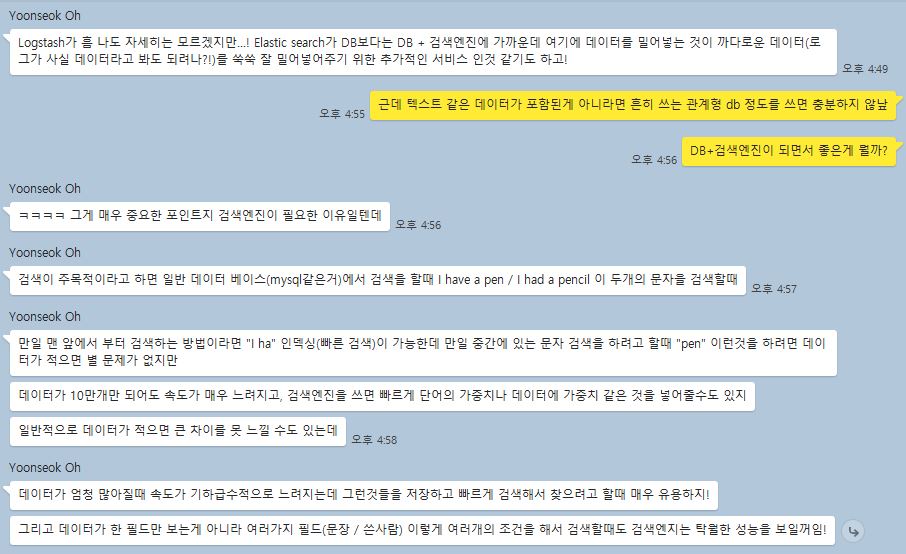 Yoonseok Oh
Logstash가 흠 나도 자세히는 모르겠지만...! Elastic search가 DB보다는 DB + 검색엔진에 가까운데 여기에 데이터를 밀어넣는 것이 까다로운 데이터(로
그가 사실 데이터라고 봐도 되려나?!)를 쑥쑥 잘 밀어넣어주기 위한 추가적인 서비스 인것 같기도 하고!
오후 4:49
근데 텍스트 같은 데이터가 포함된게 아니라면 흔히 쓰는 관계형 db 정도를 쓰면 충분하지 않낲
오후 4:55
DB+검색엔진이 되면서 좋은게 뭘까?
오후 4:56
Yoonseok Oh
ㅋㅋㅋㅋ 그게 매우 중요한 포인트지 검색엔진이 필요한 이유일텐데
오후 4:56
Yoonseok Oh
검색이 주목적이라고 하면 일반 데이터 베이스(mysql같은거)에서 검색을 할때 I have a pen / I had a pencil 이 두개의 문자을 검색할때
오후 4:57
Yoonseok Oh
만일 맨 앞에서 부터 검색하는 방법이라면 "I ha" 인덱싱(빠른 검색)이 가능한데 만일 중간에 있는 문자 검색을 하려고 할때 "pen" 이런것을 하려면 데이
터가 적으면 별 문제가 없지만
데이터가 10만개만 되어도 속도가 매우 느려지고, 검색엔진을 쓰면 빠르게 단어의 가중치나 데이터에 가중치 같은 것을 넣어줄수도 있지
일반적으로 데이터가 적으면 큰 차이를 못 느낄 수도 있는데
오후 4:58
Yoonseok Oh
데이터가 엄청 많아질때 속도가 기하급수적으로 느려지는데 그런것들을 저장하고 빠르게 검색해서 찾으려고 할때 매우 유용하지!
그리고 데이터가 한 필드만 보는게 아니라 여러가지 필드(문장 / 쓴사람) 이렇게 여러개의 조건을 해서 검색할때도 검색엔지는 탁월한 성능을 보일꺼임!